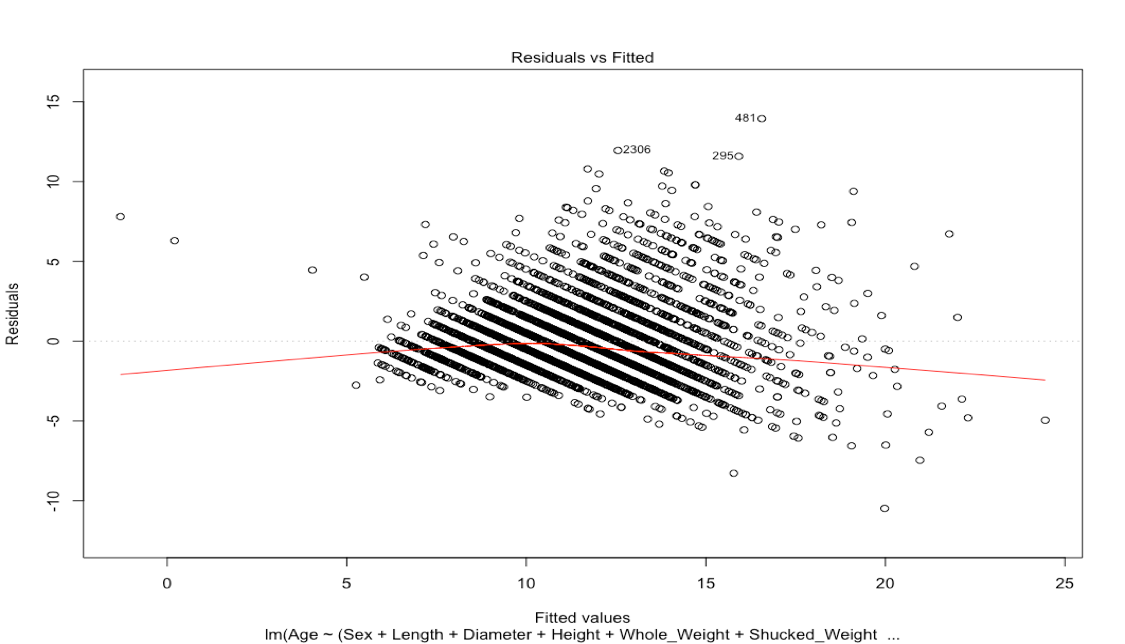 Residuals vs Fitted
15
10
5
0
-5
-10
Residuals
481
2306
295
0 5 10 15 20 25
Fitted values
lm(Age ~ (Sex + Length + Diameter + Height + Whole_Weight + Shucked_Weight ...